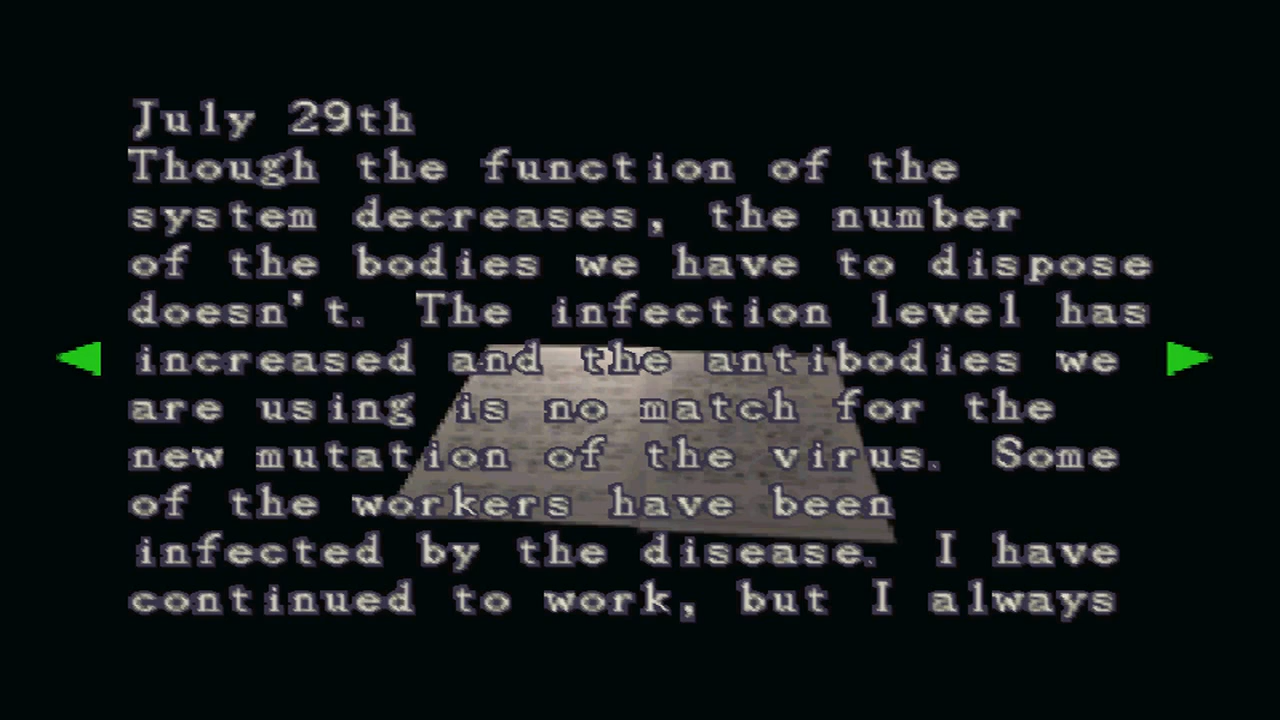 July 29th
Though the function of the
system decreases, the number
of the bodies we have to dispose
doesn't. The infection level has
increased and the antibodies we
are using is no match for the
new mutation of the virus. Some
of the workers have been
infected by the disease. I have
continued to work, but I always